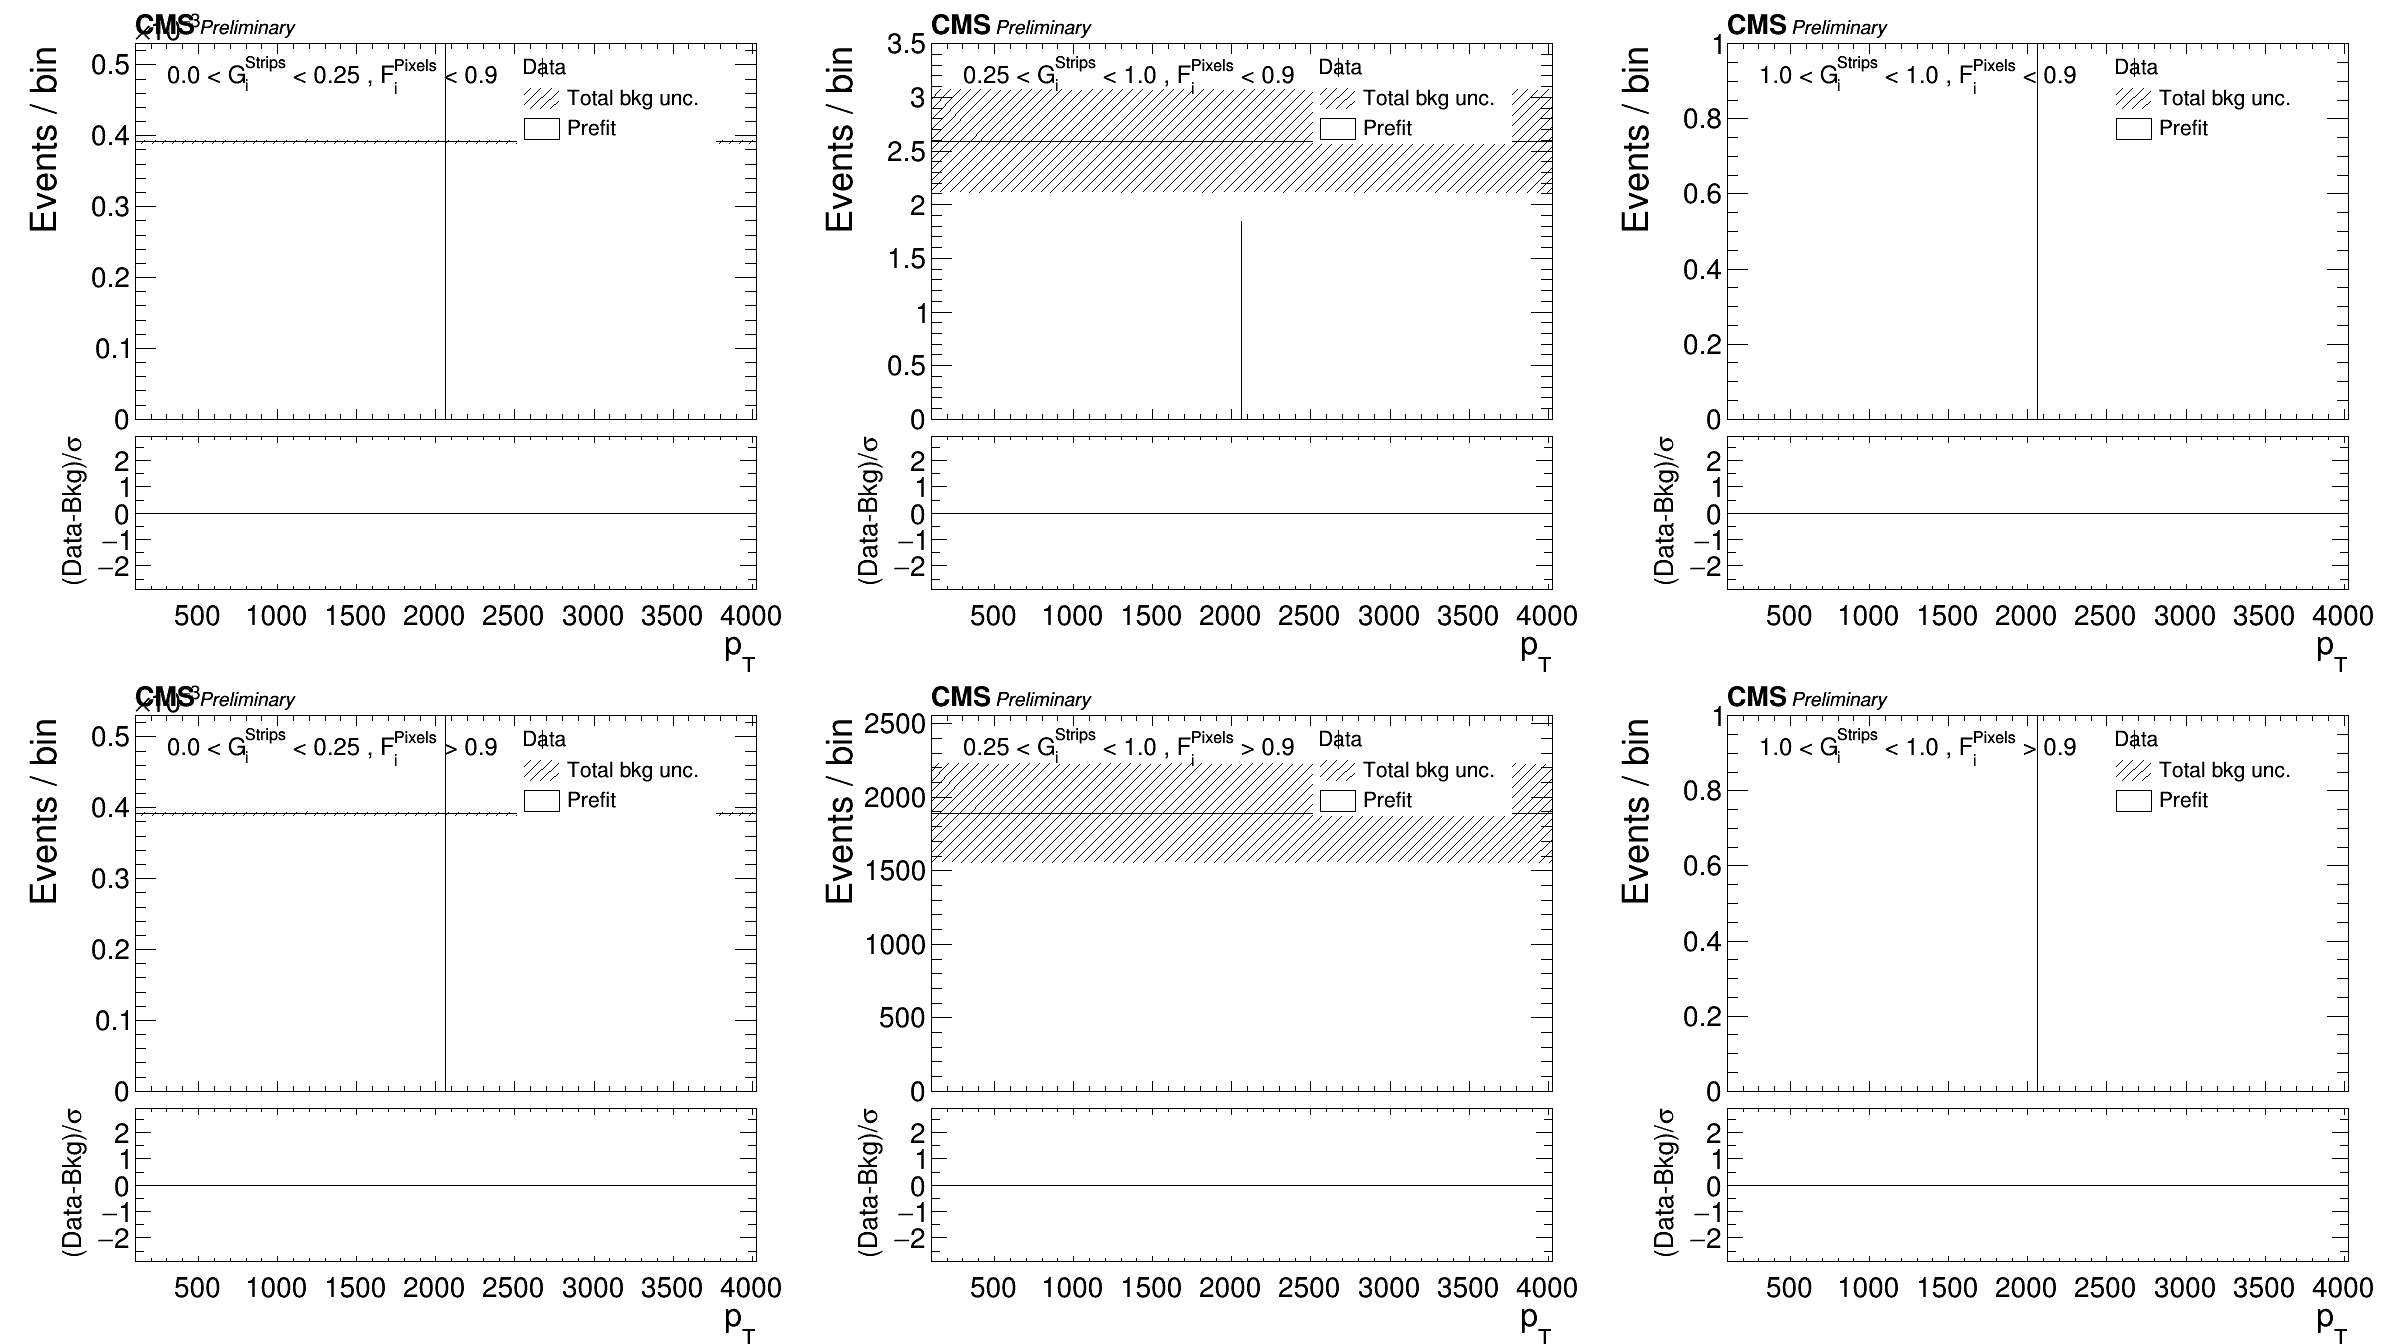 CMS Preliminary
×10⁻³
Events / bin
0.0 < G_i^Strips < 0.25 , F_i^Pixels < 0.9
Data
Total bkg unc.
Prefit
0.5
0.4
0.3
0.2
0.1
0
(Data-Bkg)/σ
2
1
0
−1
−2
500 1000 1500 2000 2500 3000 3500 4000
p_T
CMS Preliminary
Events / bin
0.25 < G_i^Strips < 1.0 , F_i^Pixels < 0.9
Data
Total bkg unc.
Prefit
3.5
3
2.5
2
1.5
1
0.5
0
(Data-Bkg)/σ
2
1
0
−1
−2
500 1000 1500 2000 2500 3000 3500 4000
p_T
CMS Preliminary
Events / bin
1.0 < G_i^Strips < 1.0 , F_i^Pixels < 0.9
Data
Total bkg unc.
Prefit
1
0.8
0.6
0.4
0.2
0
(Data-Bkg)/σ
2
1
0
−1
−2
500 1000 1500 2000 2500 3000 3500 4000
p_T
CMS Preliminary
×10⁻³
Events / bin
0.0 < G_i^Strips < 0.25 , F_i^Pixels > 0.9
Data
Total bkg unc.
Prefit
0.5
0.4
0.3
0.2
0.1
0
(Data-Bkg)/σ
2
1
0
−1
−2
500 1000 1500 2000 2500 3000 3500 4000
p_T
CMS Preliminary
Events / bin
0.25 < G_i^Strips < 1.0 , F_i^Pixels > 0.9
Data
Total bkg unc.
Prefit
2500
2000
1500
1000
500
0
(Data-Bkg)/σ
2
1
0
−1
−2
500 1000 1500 2000 2500 3000 3500 4000
p_T
CMS Preliminary
Events / bin
1.0 < G_i^Strips < 1.0 , F_i^Pixels > 0.9
Data
Total bkg unc.
Prefit
1
0.8
0.6
0.4
0.2
0
(Data-Bkg)/σ
2
1
0
−1
−2
500 1000 1500 2000 2500 3000 3500 4000
p_T